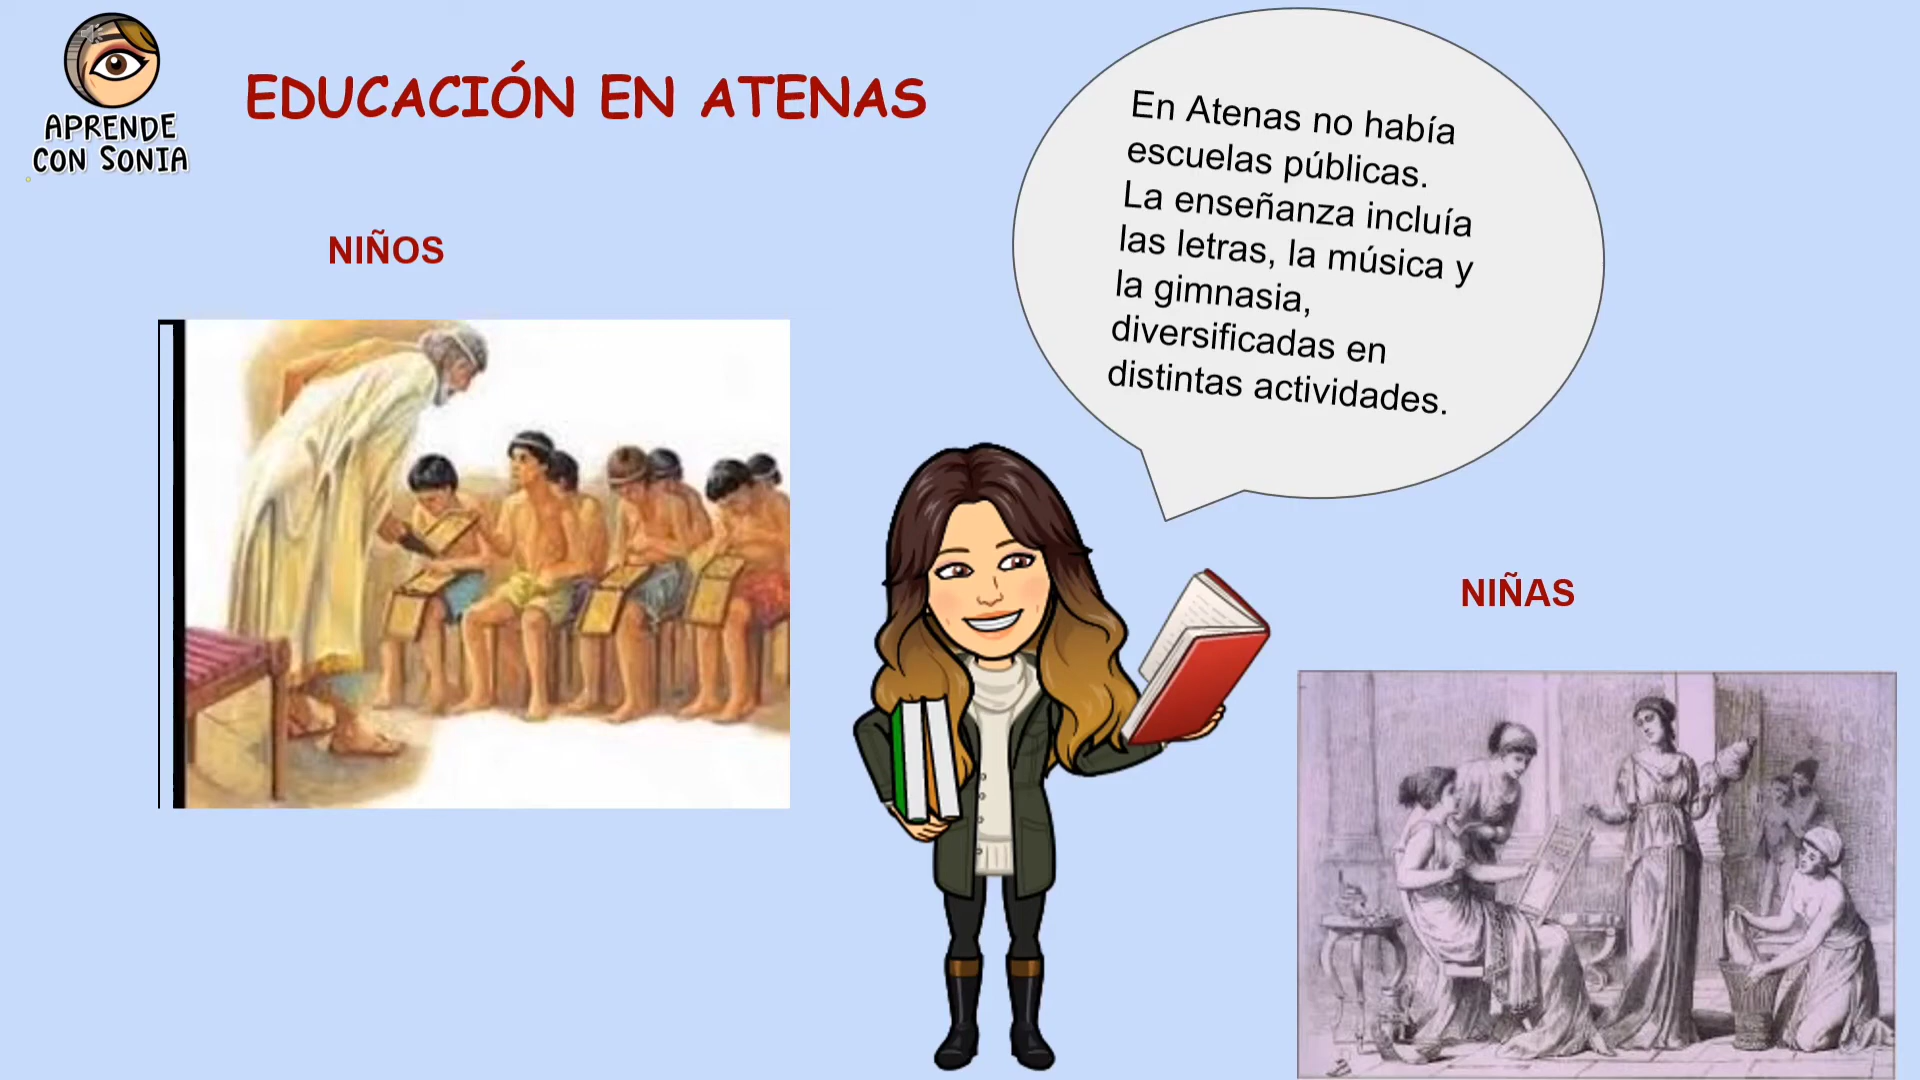 APRENDE
CON SONIA
EDUCACIÓN EN ATENAS
En Atenas no había
escuelas públicas.
La enseñanza incluía
las letras, la música y
la gimnasia,
diversificadas en
distintas actividades.
NIÑOS
NIÑAS